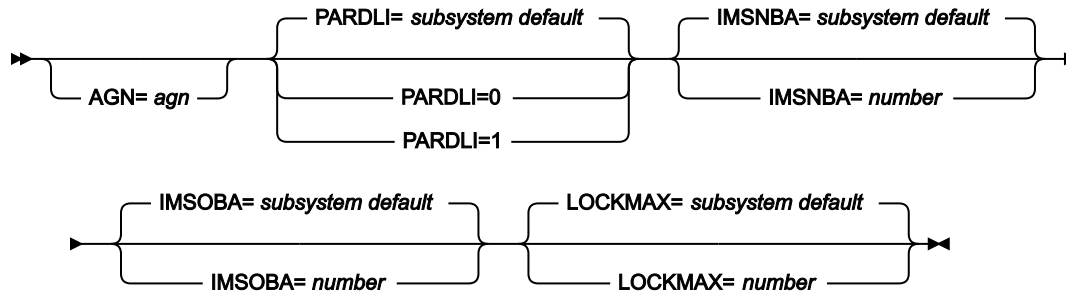 PARDLI= subsystem default
IMSNBA= subsystem default
AGN= agn
PARDLI=0
IMSNBA= number
PARDLI=1
IMSOBA= subsystem default
LOCKMAX= subsystem default
IMSOBA= number
LOCKMAX= number